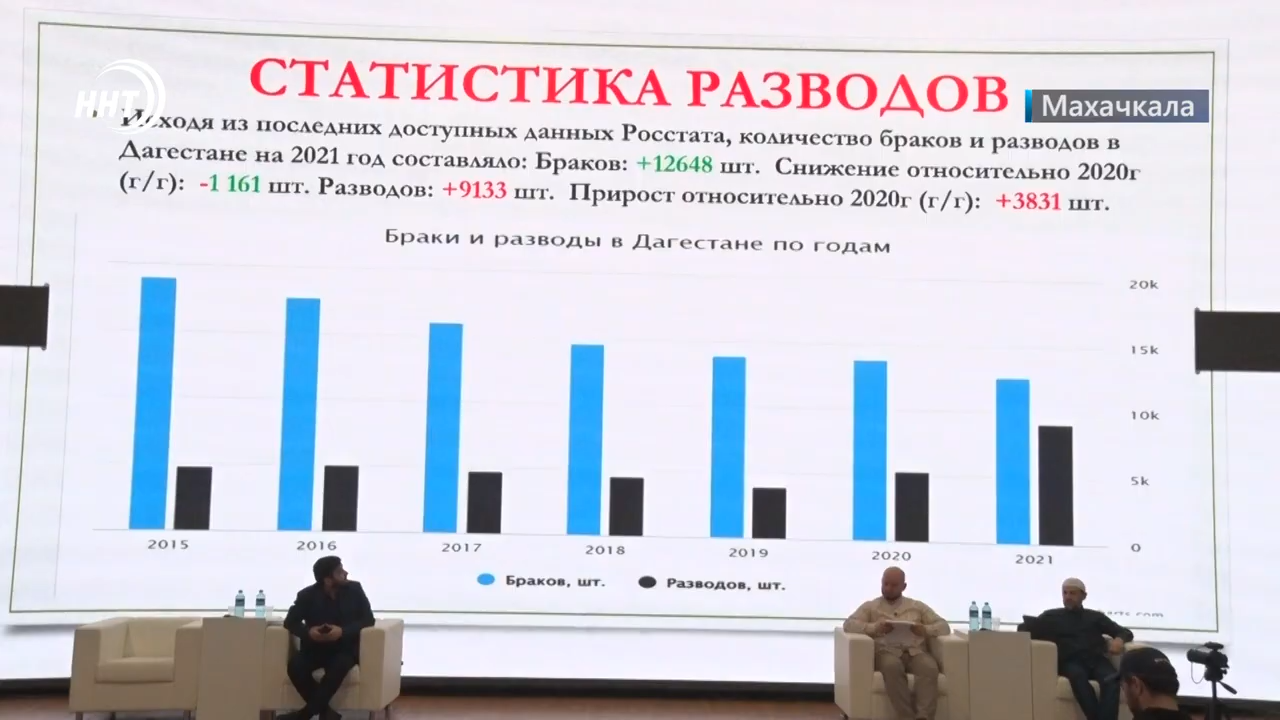 СТАТИСТИКА РАЗВОДОВ
ННТ
Махачкала
Исходя из последних доступных данных Росстата, количество браков и разводов в
Дагестане на 2021 год составляло: Браков: +12648 шт. Снижение относительно 2020г
(г/г): -1 161 шт. Разводов: +9133 шт. Прирост относительно 2020г (г/г): +3831 шт.
Браки и разводы в Дагестане по годам
20k
15k
10k
5k
0
2015 2016 2017 2018 2019 2020 2021
Браков, шт. Разводов, шт.